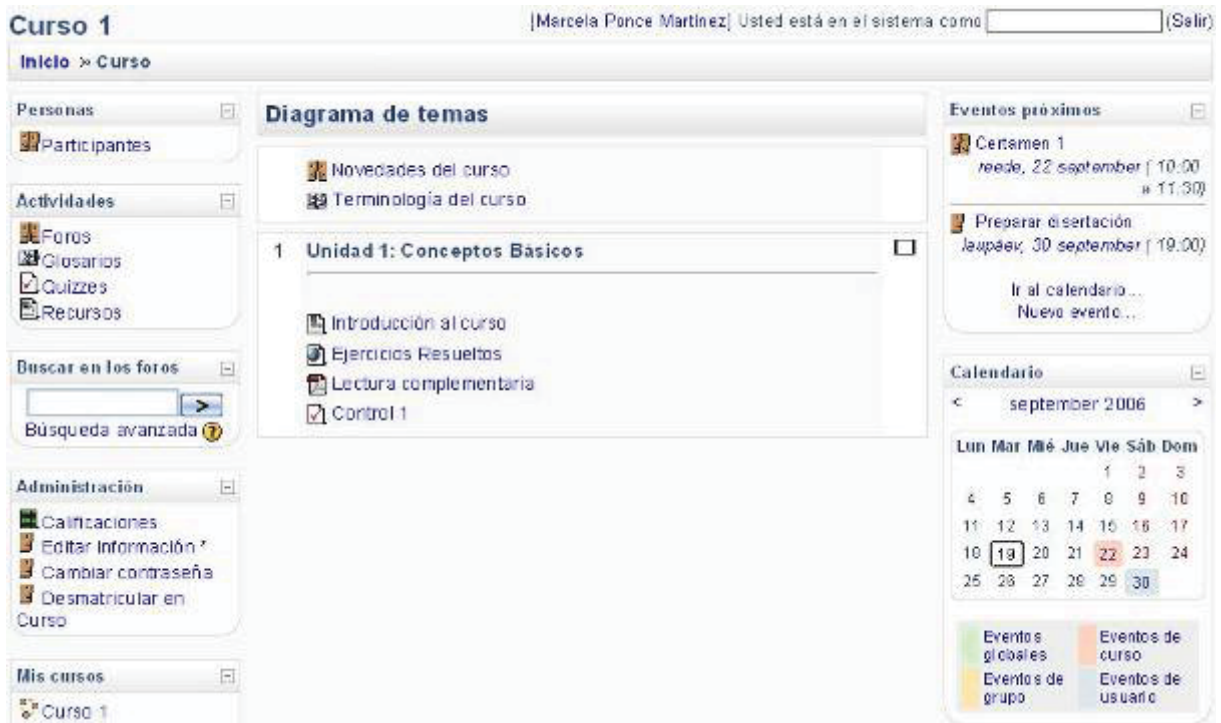 Curso 1
[Marcela Ponce Martínez] Usted está en el sistema como (Salir)
Inicio » Curso
Personas
Participantes
Actividades
Foros
Glosarios
Quizzes
Recursos
Buscar en los foros
>
Búsqueda avanzada ?
Administración
Calificaciones
Editar Información *
Cambiar contraseña
Desmatricular en
Curso
Mis cursos
Curso 1
Diagrama de temas
Novedades del curso
Terminología del curso
1 Unidad 1: Conceptos Básicos
Introducción al curso
Ejercicios Resueltos
Lectura complementaria
Control 1
Eventos próximos
Certamen 1
reede, 22 september ( 10:00
» 11:30)
Preparar disertación
laupäev, 30 september ( 19:00)
Ir al calendario...
Nuevo evento...
Calendario
< september 2006 >
Lun Mar Mié Jue Vie Sáb Dom
1 2 3
4 5 6 7 8 9 10
11 12 13 14 15 16 17
18 19 20 21 22 23 24
25 26 27 28 29 30
Eventos globales
Eventos de curso
Eventos de grupo
Eventos de usuario